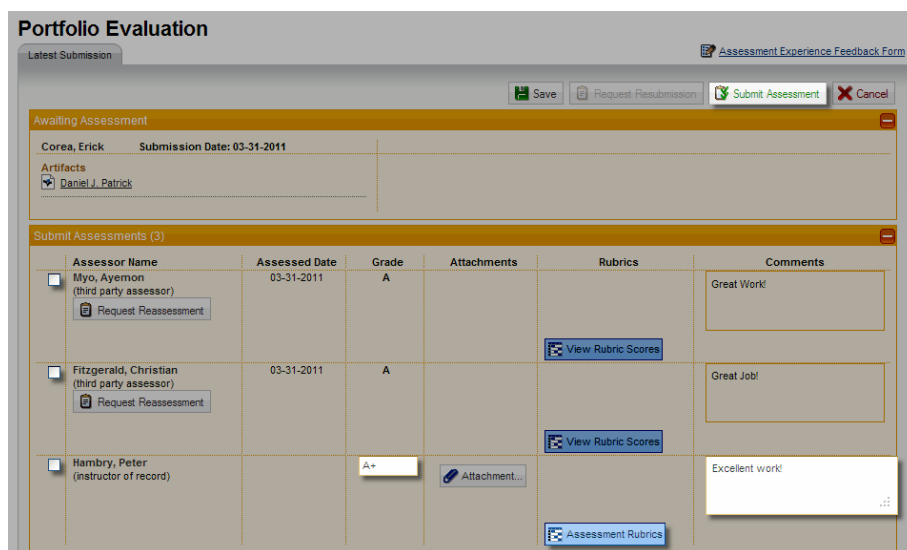 Portfolio Evaluation
Latest Submission
Assessment Experience Feedback Form
Save Request Resubmission Submit Assessment Cancel
Awaiting Assessment
Corea, Erick Submission Date: 03-31-2011
Artifacts
Daniel J. Patrick
Submit Assessments (3)
Assessor Name Assessed Date Grade Attachments Rubrics Comments
Myo, Ayemon 03-31-2011 A
(third party assessor) Great Work!
Request Reassessment
View Rubric Scores
Fitzgerald, Christian 03-31-2011 A
(third party assessor) Great Job!
Request Reassessment
View Rubric Scores
Hambry, Peter A+ Excellent work!
(instructor of record) Attachment...
Assessment Rubrics